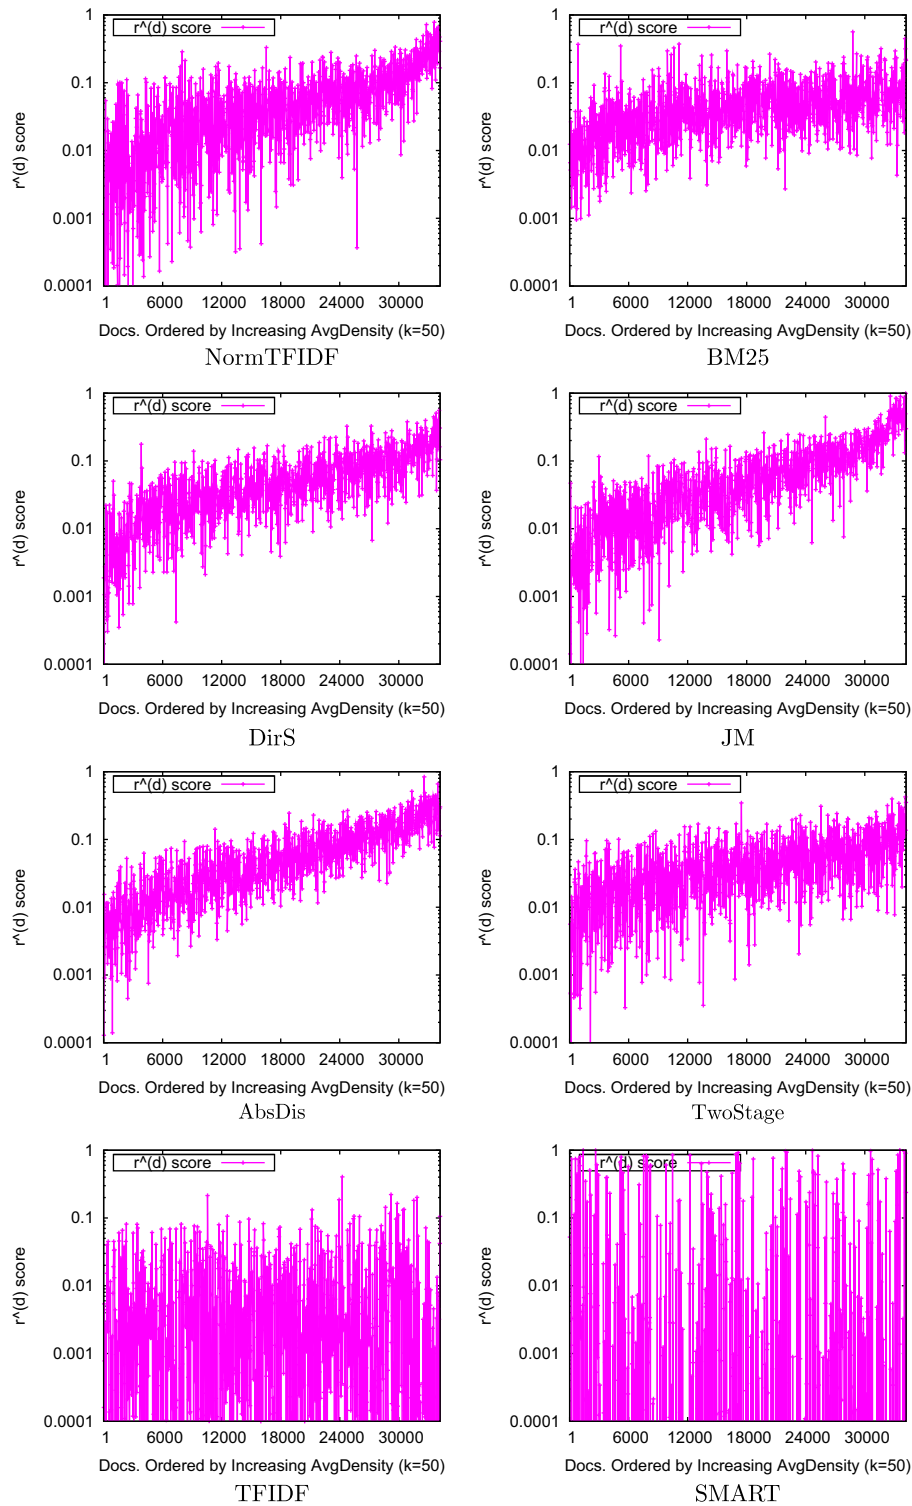 r^(d) score
1
0.1
0.01
0.001
0.0001
r^(d) score
1 6000 12000 18000 24000 30000
Docs. Ordered by Increasing AvgDensity (k=50)
NormTFIDF
r^(d) score
1
0.1
0.01
0.001
0.0001
r^(d) score
1 6000 12000 18000 24000 30000
Docs. Ordered by Increasing AvgDensity (k=50)
BM25
r^(d) score
1
0.1
0.01
0.001
0.0001
r^(d) score
1 6000 12000 18000 24000 30000
Docs. Ordered by Increasing AvgDensity (k=50)
DirS
r^(d) score
1
0.1
0.01
0.001
0.0001
r^(d) score
1 6000 12000 18000 24000 30000
Docs. Ordered by Increasing AvgDensity (k=50)
JM
r^(d) score
1
0.1
0.01
0.001
0.0001
r^(d) score
1 6000 12000 18000 24000 30000
Docs. Ordered by Increasing AvgDensity (k=50)
AbsDis
r^(d) score
1
0.1
0.01
0.001
0.0001
r^(d) score
1 6000 12000 18000 24000 30000
Docs. Ordered by Increasing AvgDensity (k=50)
TwoStage
r^(d) score
1
0.1
0.01
0.001
0.0001
r^(d) score
1 6000 12000 18000 24000 30000
Docs. Ordered by Increasing AvgDensity (k=50)
TFIDF
r^(d) score
1
0.1
0.01
0.001
0.0001
r^(d) score
1 6000 12000 18000 24000 30000
Docs. Ordered by Increasing AvgDensity (k=50)
SMART